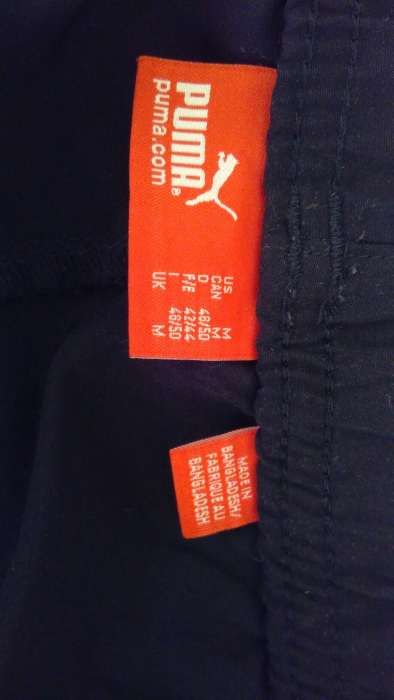 PUMA®
puma.com
US M
CAN M
D 48/50
F/E 42/44
I 48/50
UK M
MADE IN
BANGLADESH/
FABRIQUE AU
BANGLADESH